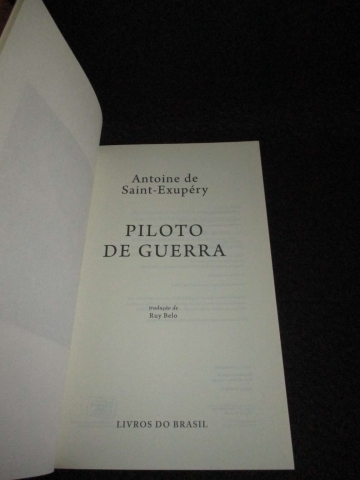 Antoine de
Saint-Exupéry
PILOTO
DE GUERRA
tradução de
Ruy Belo
LIVROS DO BRASIL